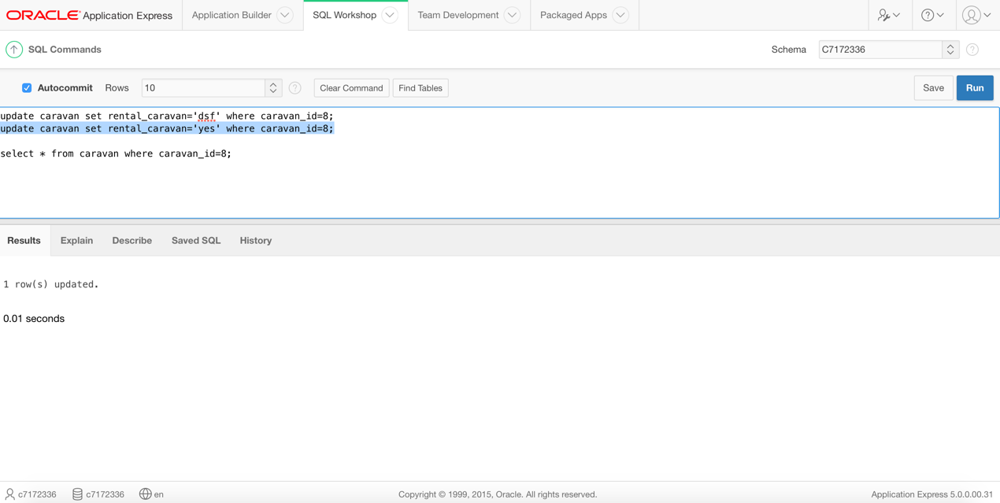 ORACLE Application Express Application Builder SQL Workshop Team Development Packaged Apps
SQL Commands Schema C7172336
Autocommit Rows 10 Clear Command Find Tables Save Run
update caravan set rental_caravan='dsf' where caravan_id=8;
update caravan set rental_caravan='yes' where caravan_id=8;
select * from caravan where caravan_id=8;
Results Explain Describe Saved SQL History
1 row(s) updated.
0.01 seconds
c7172336 c7172336 en Copyright © 1999, 2015, Oracle. All rights reserved. Application Express 5.0.0.00.31